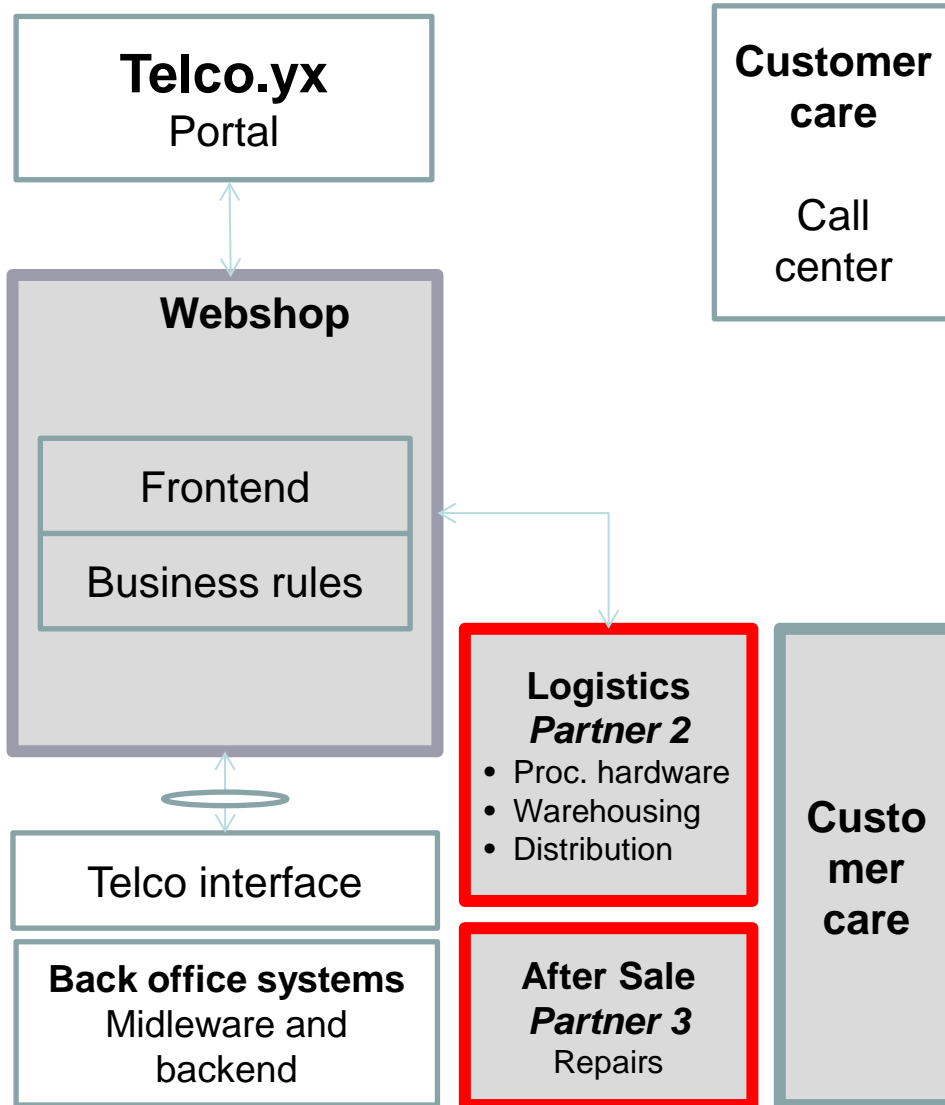 Telco.yx
Portal
Customer
care
Call
center
Webshop
Frontend
Business rules
Logistics
Partner 2
• Proc. hardware
• Warehousing
• Distribution
Custo
mer
care
Telco interface
Back office systems
Midleware and
backend
After Sale
Partner 3
Repairs